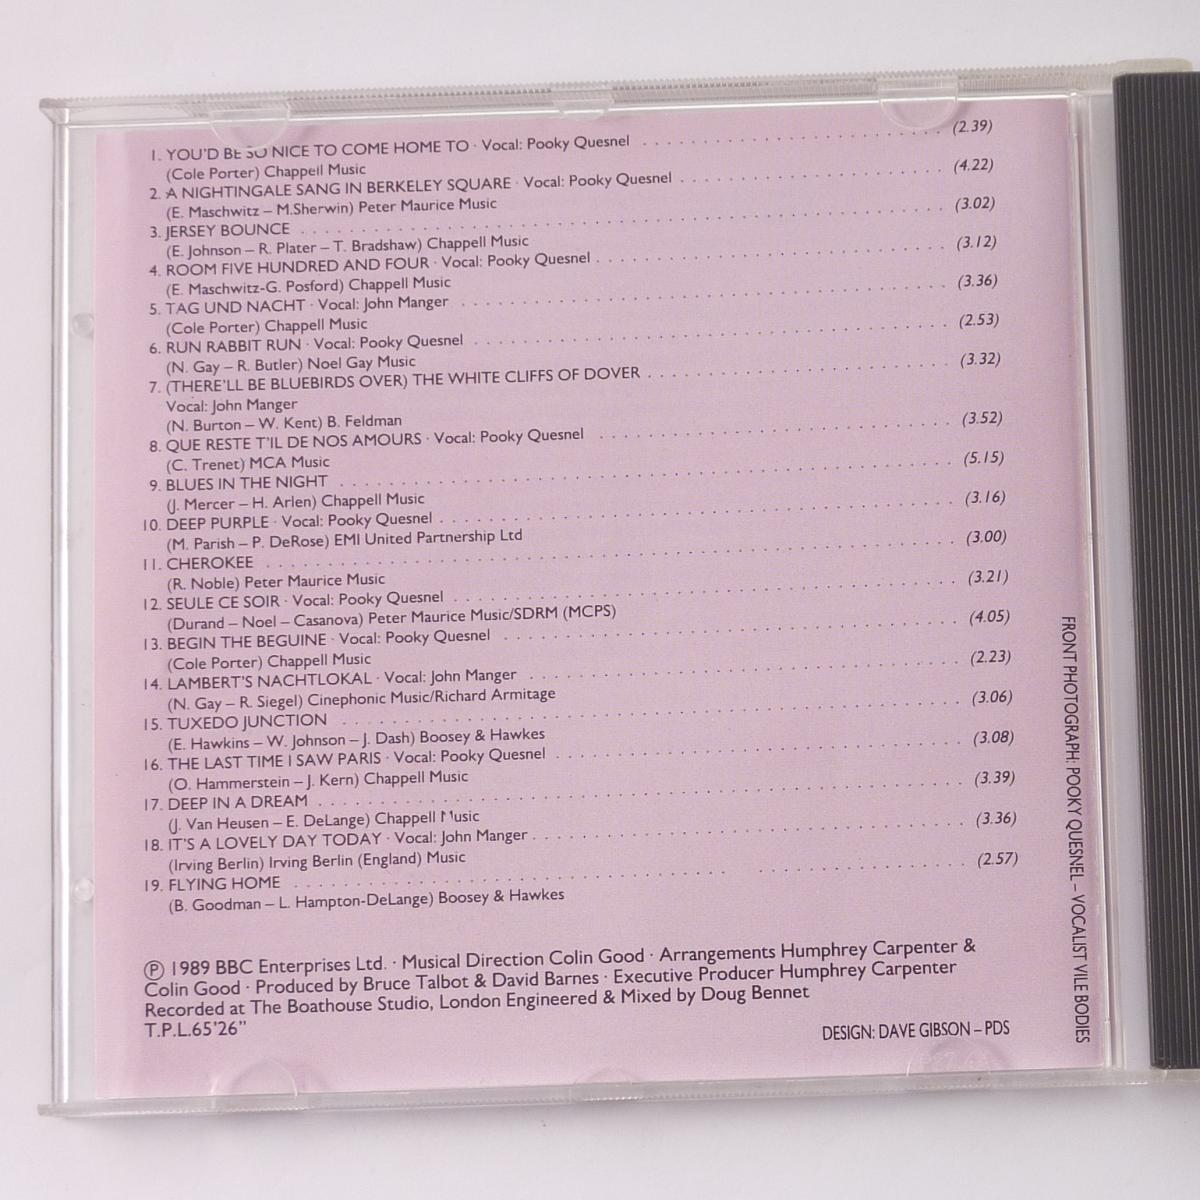 1. YOU'D BE SO NICE TO COME HOME TO · Vocal: Pooky Quesnel . . . . . . . . . . . . . . . . . . . . (2.39)
(Cole Porter) Chappell Music
2. A NIGHTINGALE SANG IN BERKELEY SQUARE · Vocal: Pooky Quesnel . . . . . . . . . . . . . . . . . . (4.22)
(E. Maschwitz – M.Sherwin) Peter Maurice Music
3. JERSEY BOUNCE . . . . . . . . . . . . . . . . . . . . (3.02)
(E. Johnson – R. Plater – T. Bradshaw) Chappell Music
4. ROOM FIVE HUNDRED AND FOUR · Vocal: Pooky Quesnel . . . . . . . . . . . . . . . . . . . . (3.12)
(E. Maschwitz-G. Posford) Chappell Music
5. TAG UND NACHT · Vocal: John Manger . . . . . . . . . . . . . . . . . . . . (3.36)
(Cole Porter) Chappell Music
6. RUN RABBIT RUN · Vocal: Pooky Quesnel . . . . . . . . . . . . . . . . . . . . (2.53)
(N. Gay – R. Butler) Noel Gay Music
7. (THERE'LL BE BLUEBIRDS OVER) THE WHITE CLIFFS OF DOVER . . . . . . . . . . . . . . . . . . . . (3.32)
Vocal: John Manger
(N. Burton – W. Kent) B. Feldman
8. QUE RESTE T'IL DE NOS AMOURS · Vocal: Pooky Quesnel . . . . . . . . . . . . . . . . . . . . (3.52)
(C. Trenet) MCA Music
9. BLUES IN THE NIGHT . . . . . . . . . . . . . . . . . . . . (5.15)
(J. Mercer – H. Arlen) Chappell Music
10. DEEP PURPLE · Vocal: Pooky Quesnel . . . . . . . . . . . . . . . . . . . . (3.16)
(M. Parish – P. DeRose) EMI United Partnership Ltd
11. CHEROKEE . . . . . . . . . . . . . . . . . . . . (3.00)
(R. Noble) Peter Maurice Music
12. SEULE CE SOIR · Vocal: Pooky Quesnel . . . . . . . . . . . . . . . . . . . . (3.21)
(Durand – Noel – Casanova) Peter Maurice Music/SDRM (MCPS)
13. BEGIN THE BEGUINE · Vocal: Pooky Quesnel . . . . . . . . . . . . . . . . . . . . (4.05)
(Cole Porter) Chappell Music
14. LAMBERT'S NACHTLOKAL · Vocal: John Manger . . . . . . . . . . . . . . . . . . . . (2.23)
(N. Gay – R. Siegel) Cinephonic Music/Richard Armitage
15. TUXEDO JUNCTION . . . . . . . . . . . . . . . . . . . . (3.06)
(E. Hawkins – W. Johnson – J. Dash) Boosey & Hawkes
16. THE LAST TIME I SAW PARIS · Vocal: Pooky Quesnel . . . . . . . . . . . . . . . . . . . . (3.08)
(O. Hammerstein – J. Kern) Chappell Music
17. DEEP IN A DREAM . . . . . . . . . . . . . . . . . . . . (3.39)
(J. Van Heusen – E. DeLange) Chappell Music
18. IT'S A LOVELY DAY TODAY · Vocal: John Manger . . . . . . . . . . . . . . . . . . . . (3.36)
(Irving Berlin) Irving Berlin (England) Music
19. FLYING HOME . . . . . . . . . . . . . . . . . . . . (2.57)
(B. Goodman – L. Hampton-DeLange) Boosey & Hawkes
Ⓟ 1989 BBC Enterprises Ltd. · Musical Direction Colin Good · Arrangements Humphrey Carpenter &
Colin Good · Produced by Bruce Talbot & David Barnes · Executive Producer Humphrey Carpenter
Recorded at The Boathouse Studio, London Engineered & Mixed by Doug Bennet
T.P.L.65'26"
DESIGN: DAVE GIBSON – PDS
FRONT PHOTOGRAPH: POOKY QUESNEL – VOCALIST VILE BODIES